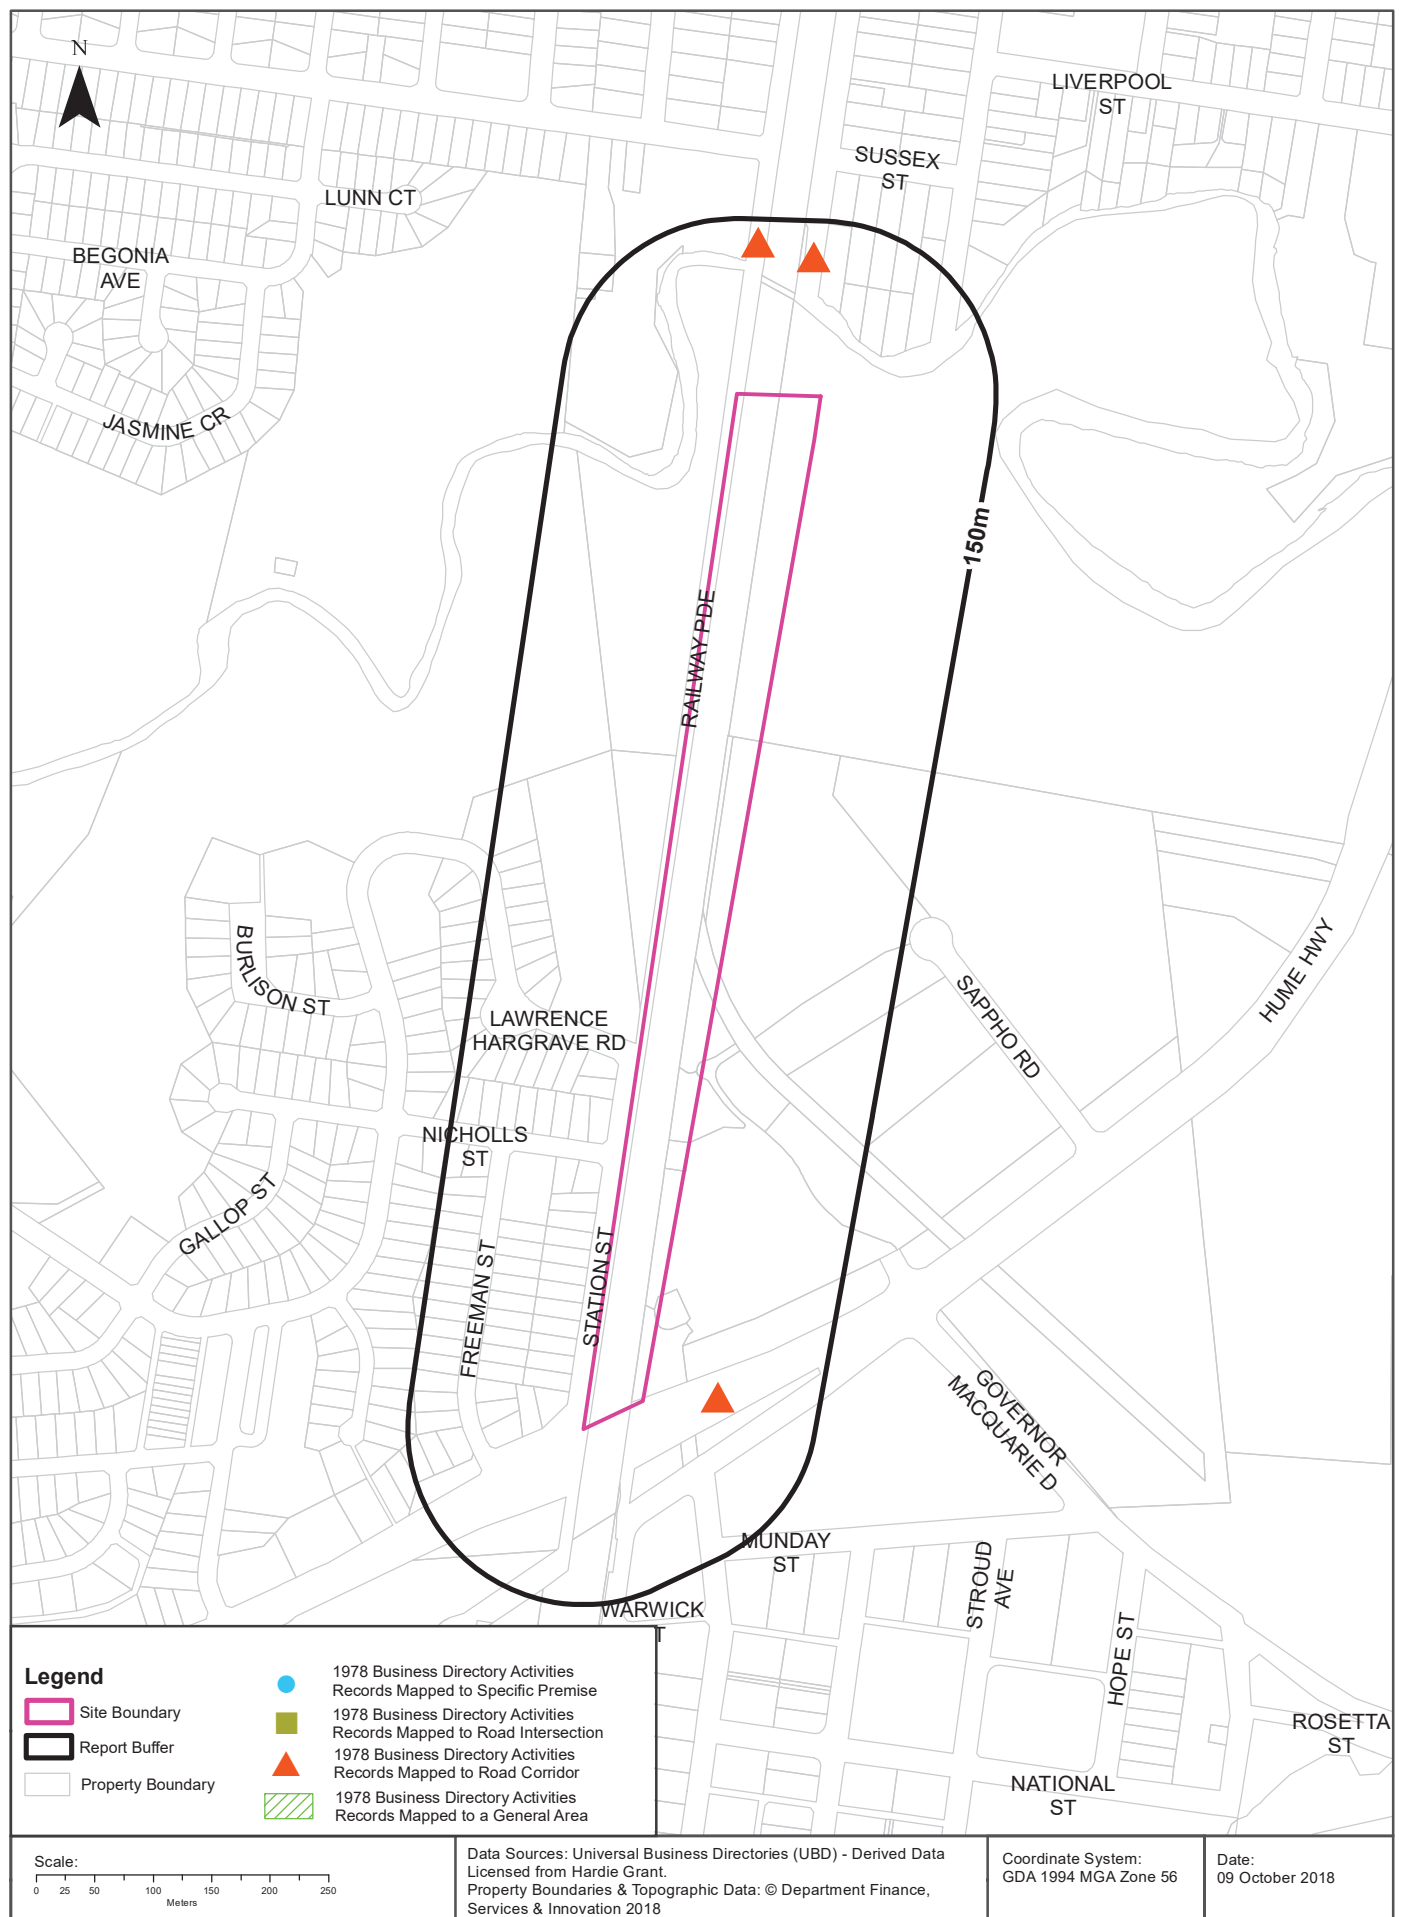 N
LIVERPOOL
ST
SUSSEX
ST
LUNN CT
BEGONIA
AVE
JASMINE CR
150m
RAILWAY PDE
BURLISON ST
LAWRENCE
HARGRAVE RD
SAPPHO RD
HUME HWY
NICHOLLS
ST
GALLOP ST
FREEMAN ST
STATION ST
GOVERNOR
MACQUARIE D
MUNDAY
ST
STROUD
AVE
WARWICK
T
HOPE ST
ROSETTA
ST
NATIONAL
ST
Legend
Site Boundary
Report Buffer
Property Boundary
1978 Business Directory Activities
Records Mapped to Specific Premise
1978 Business Directory Activities
Records Mapped to Road Intersection
1978 Business Directory Activities
Records Mapped to Road Corridor
1978 Business Directory Activities
Records Mapped to a General Area
Scale:
0 25 50 100 150 200 250
Meters
Data Sources: Universal Business Directories (UBD) - Derived Data
Licensed from Hardie Grant.
Property Boundaries & Topographic Data: © Department Finance,
Services & Innovation 2018
Coordinate System:
GDA 1994 MGA Zone 56
Date:
09 October 2018